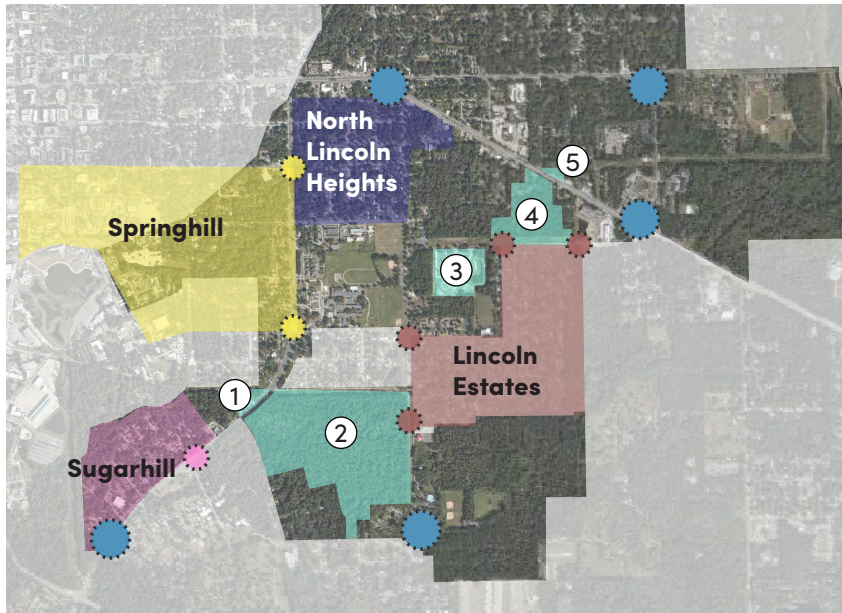 North
Lincoln
Heights
5
Springhill
4
3
Lincoln
Estates
1
2
Sugarhill